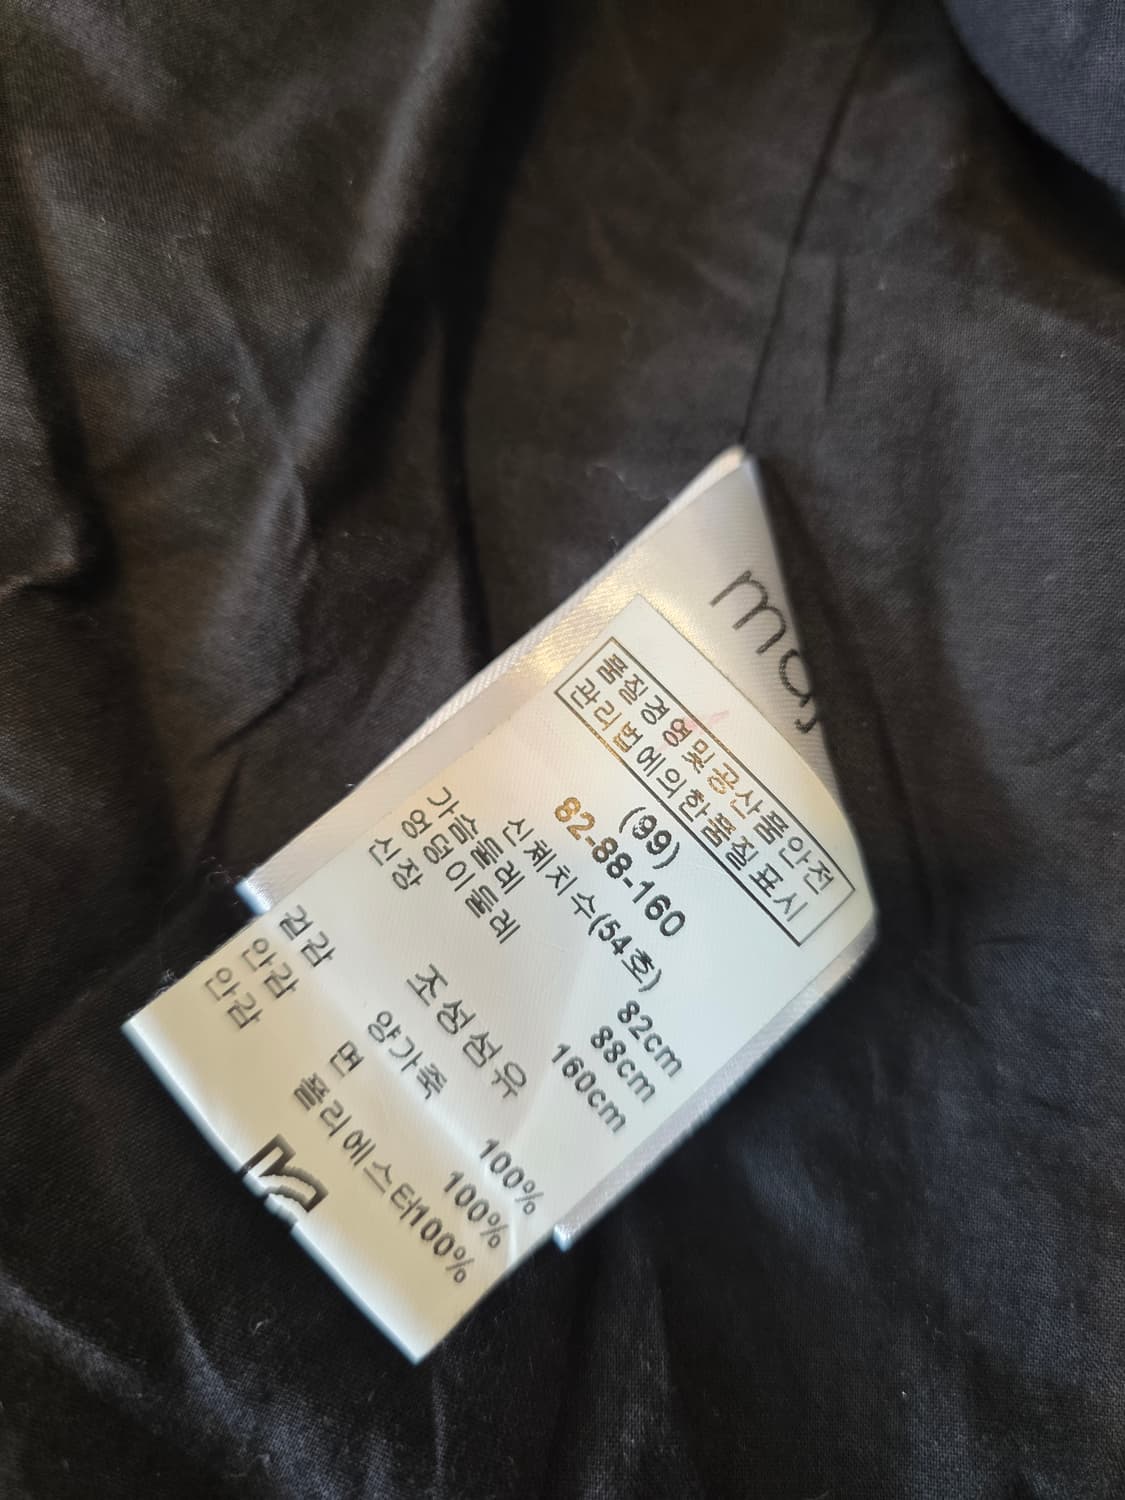 maj
품질경영및공산품안전
관리법에의한품질표시
(99)
82-88-160
신체치수(54호)
가슴둘레 82cm
엉덩이둘레 88cm
신장 160cm
조성섬유
겉감 양가죽 100%
안감 면 100%
안감 폴리에스터100%